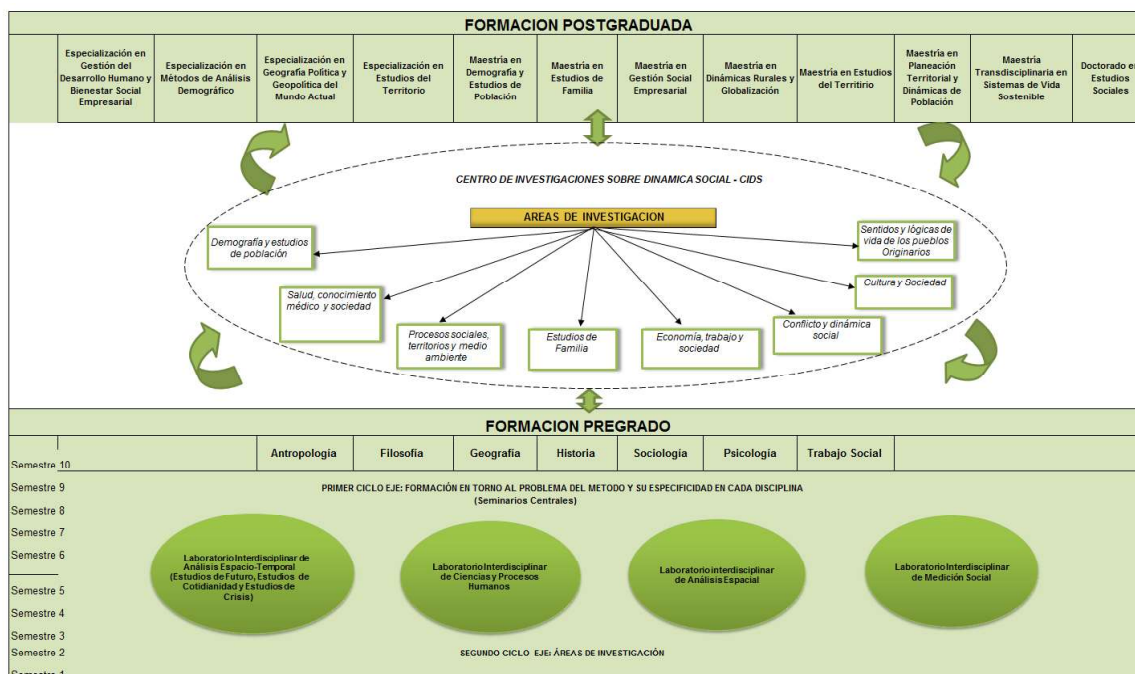 FORMACION POSTGRADUADA
Especialización en
Gestión del
Desarrollo Humano y
Bienestar Social
Empresarial
Especialización en
Métodos de Análisis
Demográfico
Especialización en
Geografía Política y
Geopolítica del
Mundo Actual
Especialización en
Estudios del
Territorio
Maestría en
Demografía y
Estudios de
Población
Maestría en
Estudios de
Familia
Maestría en
Gestión Social
Empresarial
Maestría en
Dinámicas Rurales y
Globalización
Maestría en Estudios
del Territirio
Maestría en
Planeación
Territorial y
Dinámicas de
Población
Maestría
Transdisciplinaria en
Sistemas de Vida
Sostenible
Doctorado en
Estudios
Sociales
CENTRO DE INVESTIGACIONES SOBRE DINAMICA SOCIAL - CIDS
AREAS DE INVESTIGACION
Demografía y estudios
de población
Salud, conocimiento
médico y sociedad
Procesos sociales,
territorios y medio
ambiente
Estudios de
Familia
Economía, trabajo y
sociedad
Conflicto y dinámica
social
Cultura y Sociedad
Sentidos y lógicas de
vida de los pueblos
Originarios
FORMACION PREGRADO
Antropología
Filosofía
Geografía
Historia
Sociología
Psicología
Trabajo Social
Semestre 10
Semestre 9
PRIMER CICLO EJE: FORMACIÓN EN TORNO AL PROBLEMA DEL METODO Y SU ESPECIFICIDAD EN CADA DISCIPLINA
(Seminarios Centrales)
Semestre 8
Semestre 7
Semestre 6
Laboratorio Interdisciplinar de
Análisis Espacio-Temporal
(Estudios de Futuro, Estudios de
Cotidianidad y Estudios de
Crisis)
Laboratorio Interdisciplinar
de Ciencias y Procesos
Humanos
Laboratorio interdisciplinar
de Análisis Espacial
Laboratorio Interdisciplinar
de Medición Social
Semestre 5
Semestre 4
Semestre 3
Semestre 2
SEGUNDO CICLO EJE: ÁREAS DE INVESTIGACIÓN
Semestre 1